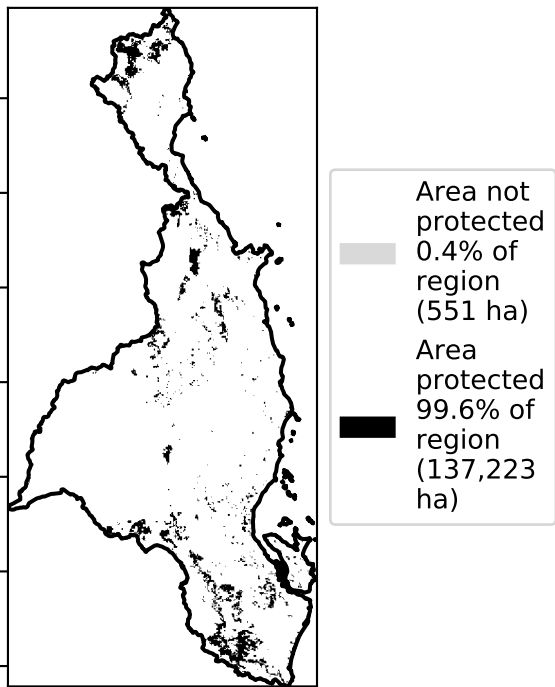 Area not
protected
0.4% of
region
(551 ha)
Area
protected
99.6% of
region
(137,223
ha)